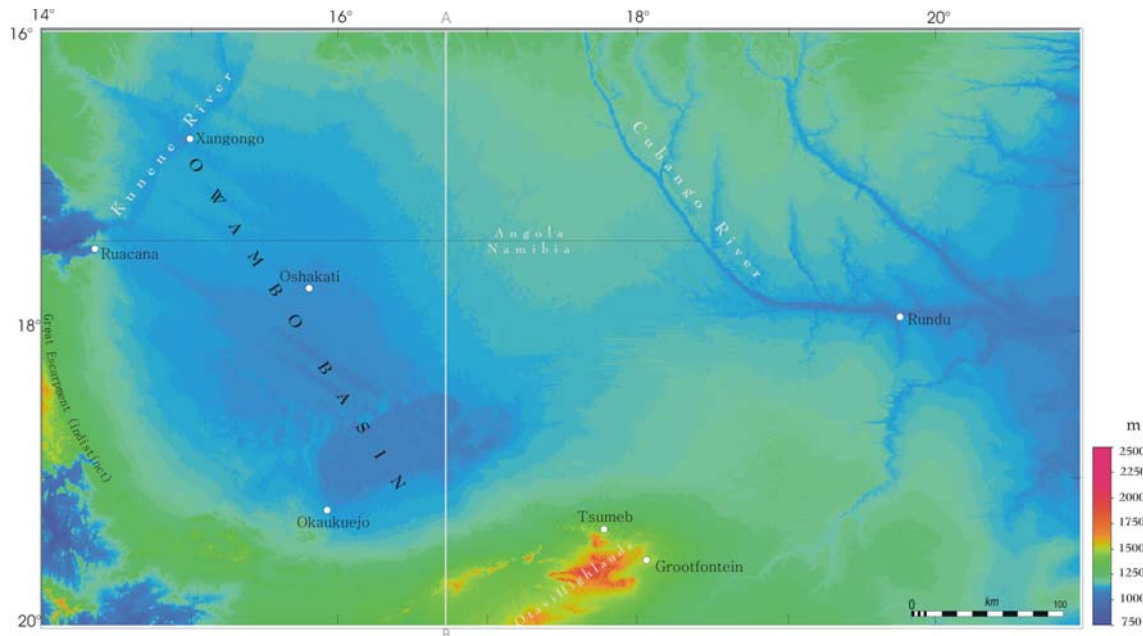 14°
16°
A
18°
20°
16°
Kunene River
Xangongo
Cubango River
OWAMBO BASIN
Angola
Namibia
Ruacana
Oshakati
18°
Rundu
Great Escarpment (indistinct)
m
2500
2250
2000
1750
1500
1250
1000
750
Okaukuejo
Tsumeb
Grootfontein
Otavi Highlands
0
km
100
20°
B